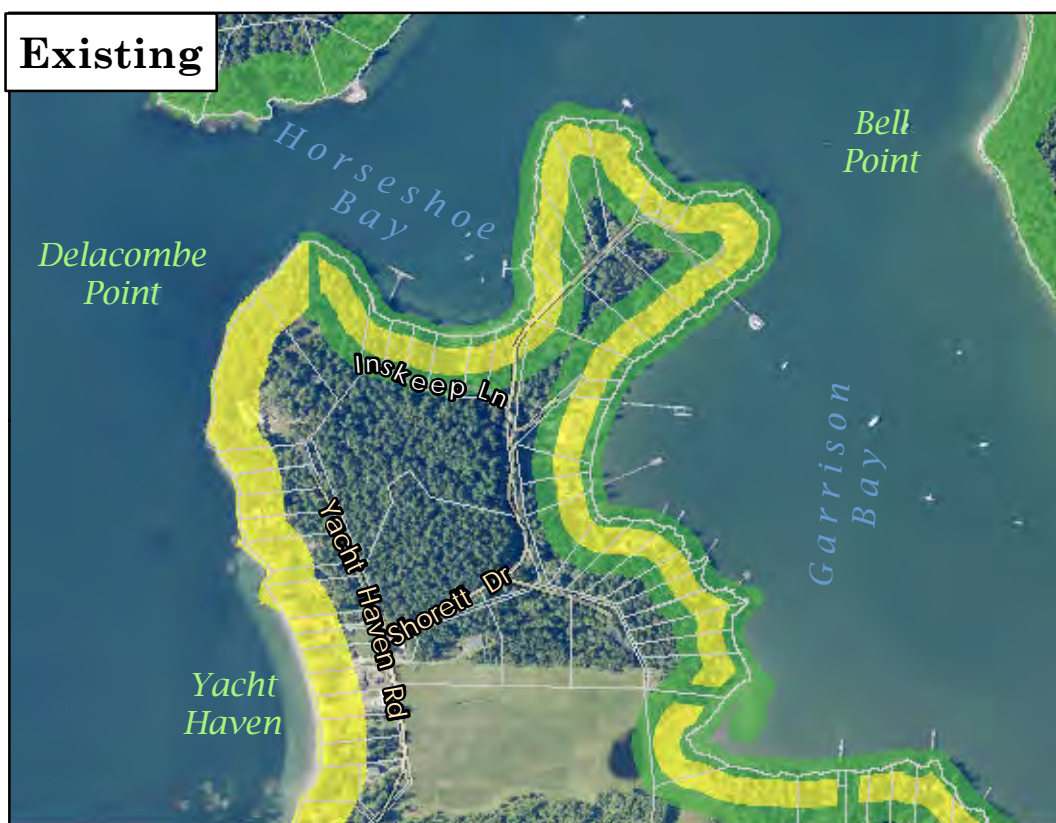 Existing
Horseshoe
Bay
Bell
Point
Delacombe
Point
Inskeep Ln
Garrison
Bay
Yacht Haven Rd
Shorett Dr
Yacht
Haven